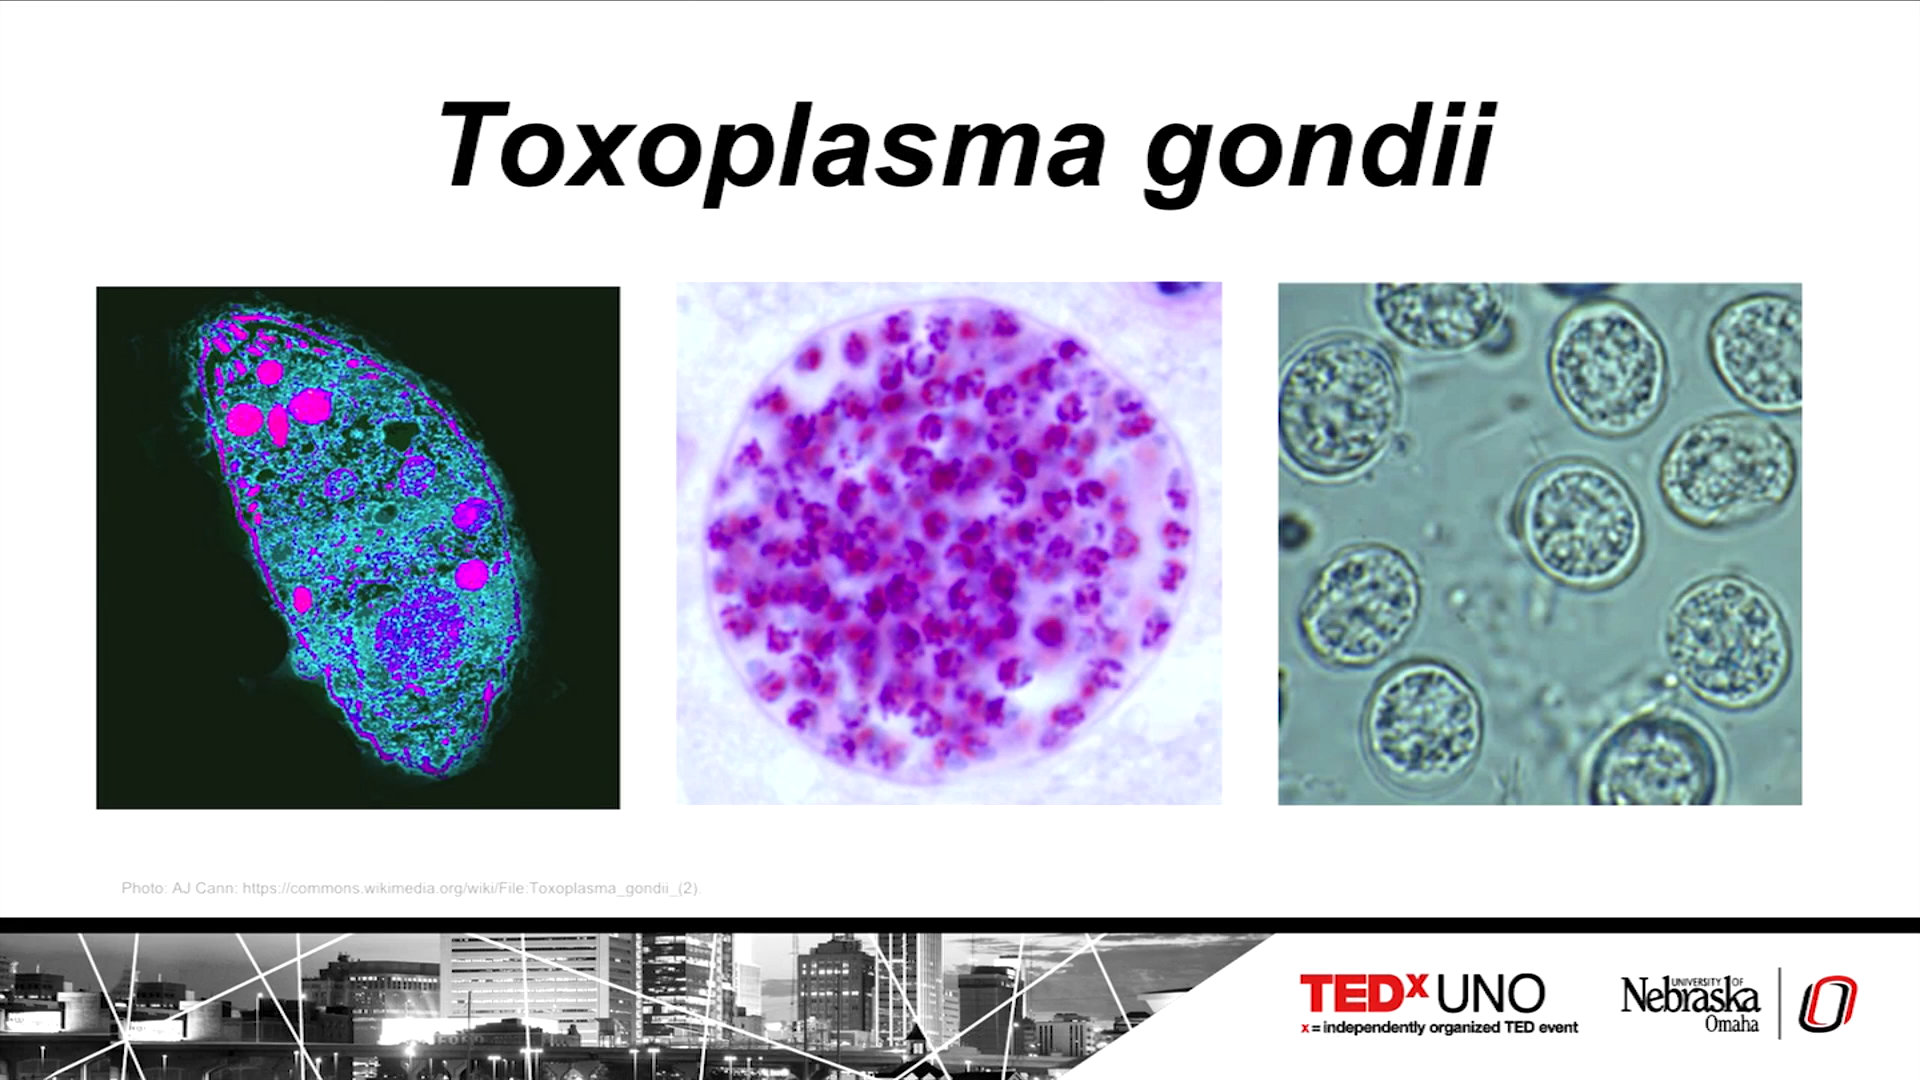 Toxoplasma gondii
Photo: AJ Cann: https://commons.wikimedia.org/wiki/File:Toxoplasma_gondii_(2).
TEDx UNO
x = independently organized TED event
UNIVERSITY OF
Nebraska
Omaha